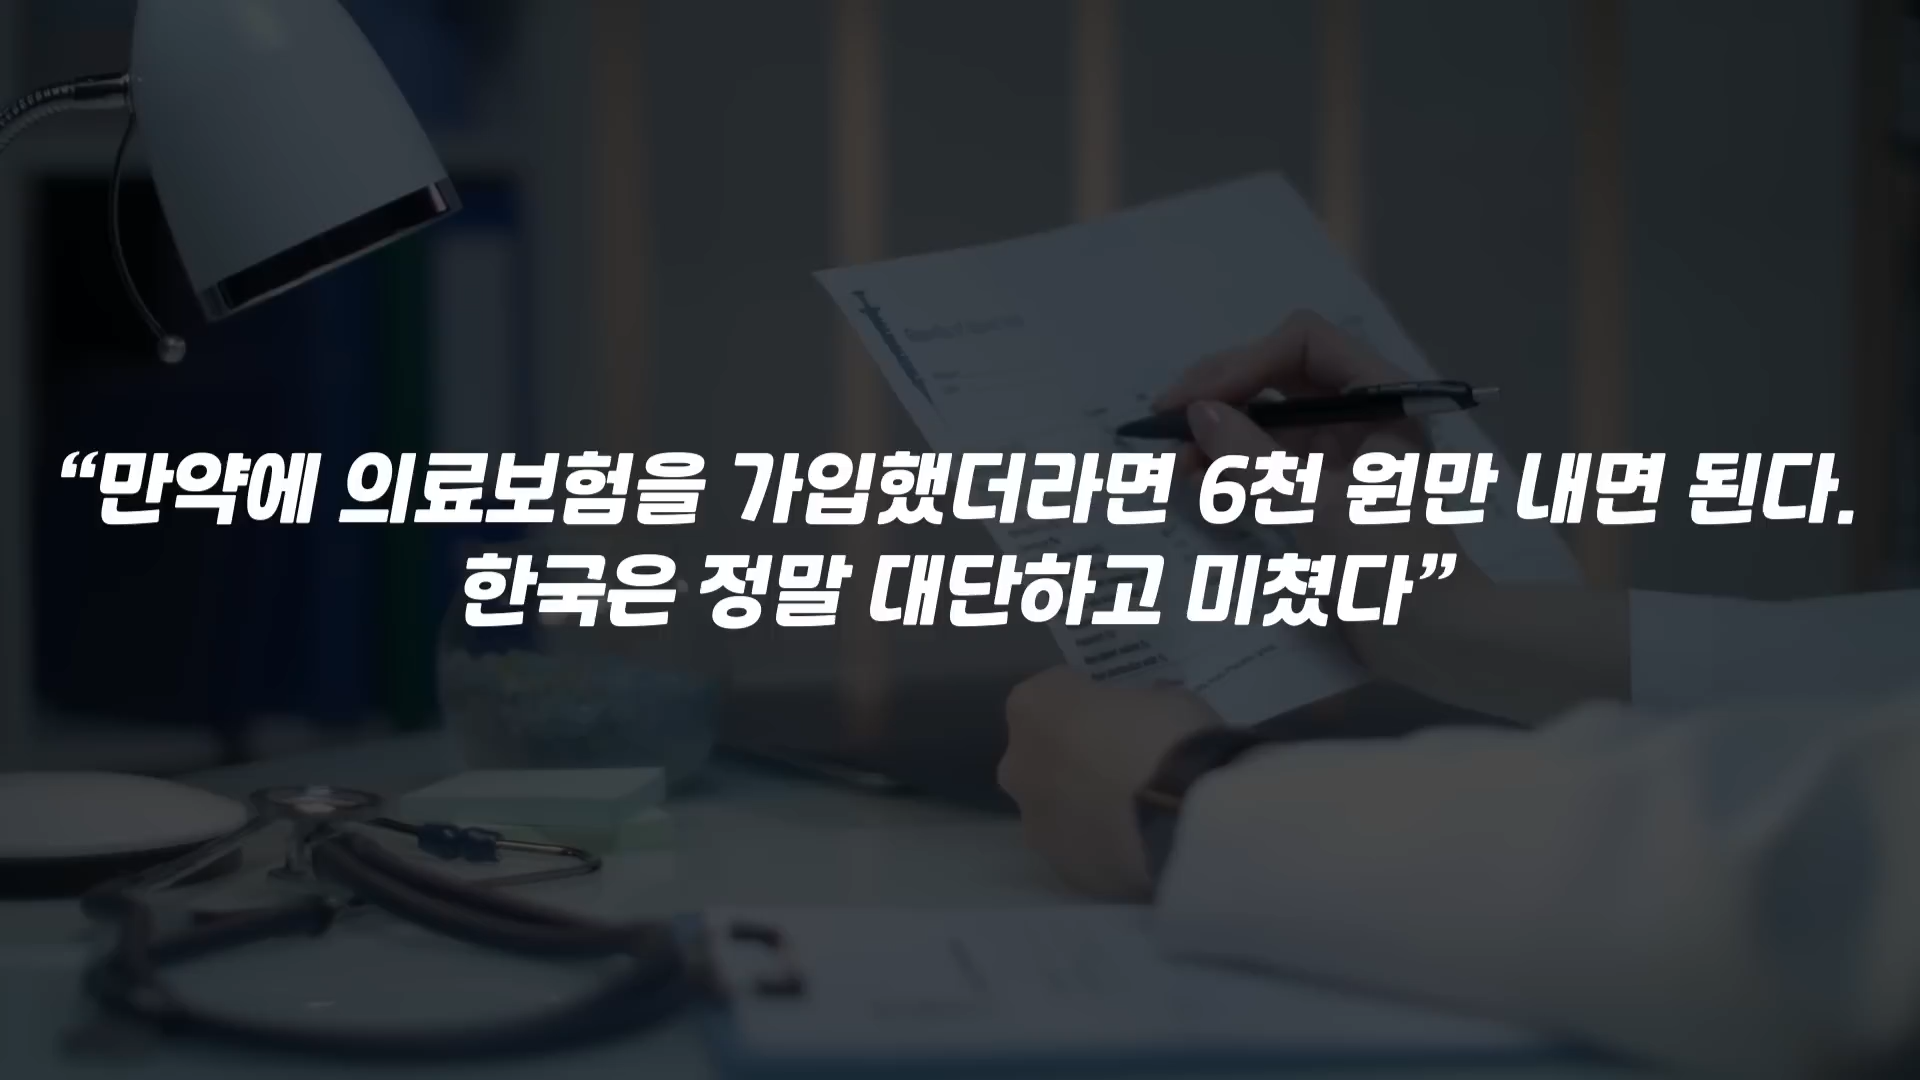 “만약에 의료보험을 가입했더라면 6천 원만 내면 된다.
한국은 정말 대단하고 미쳤다”